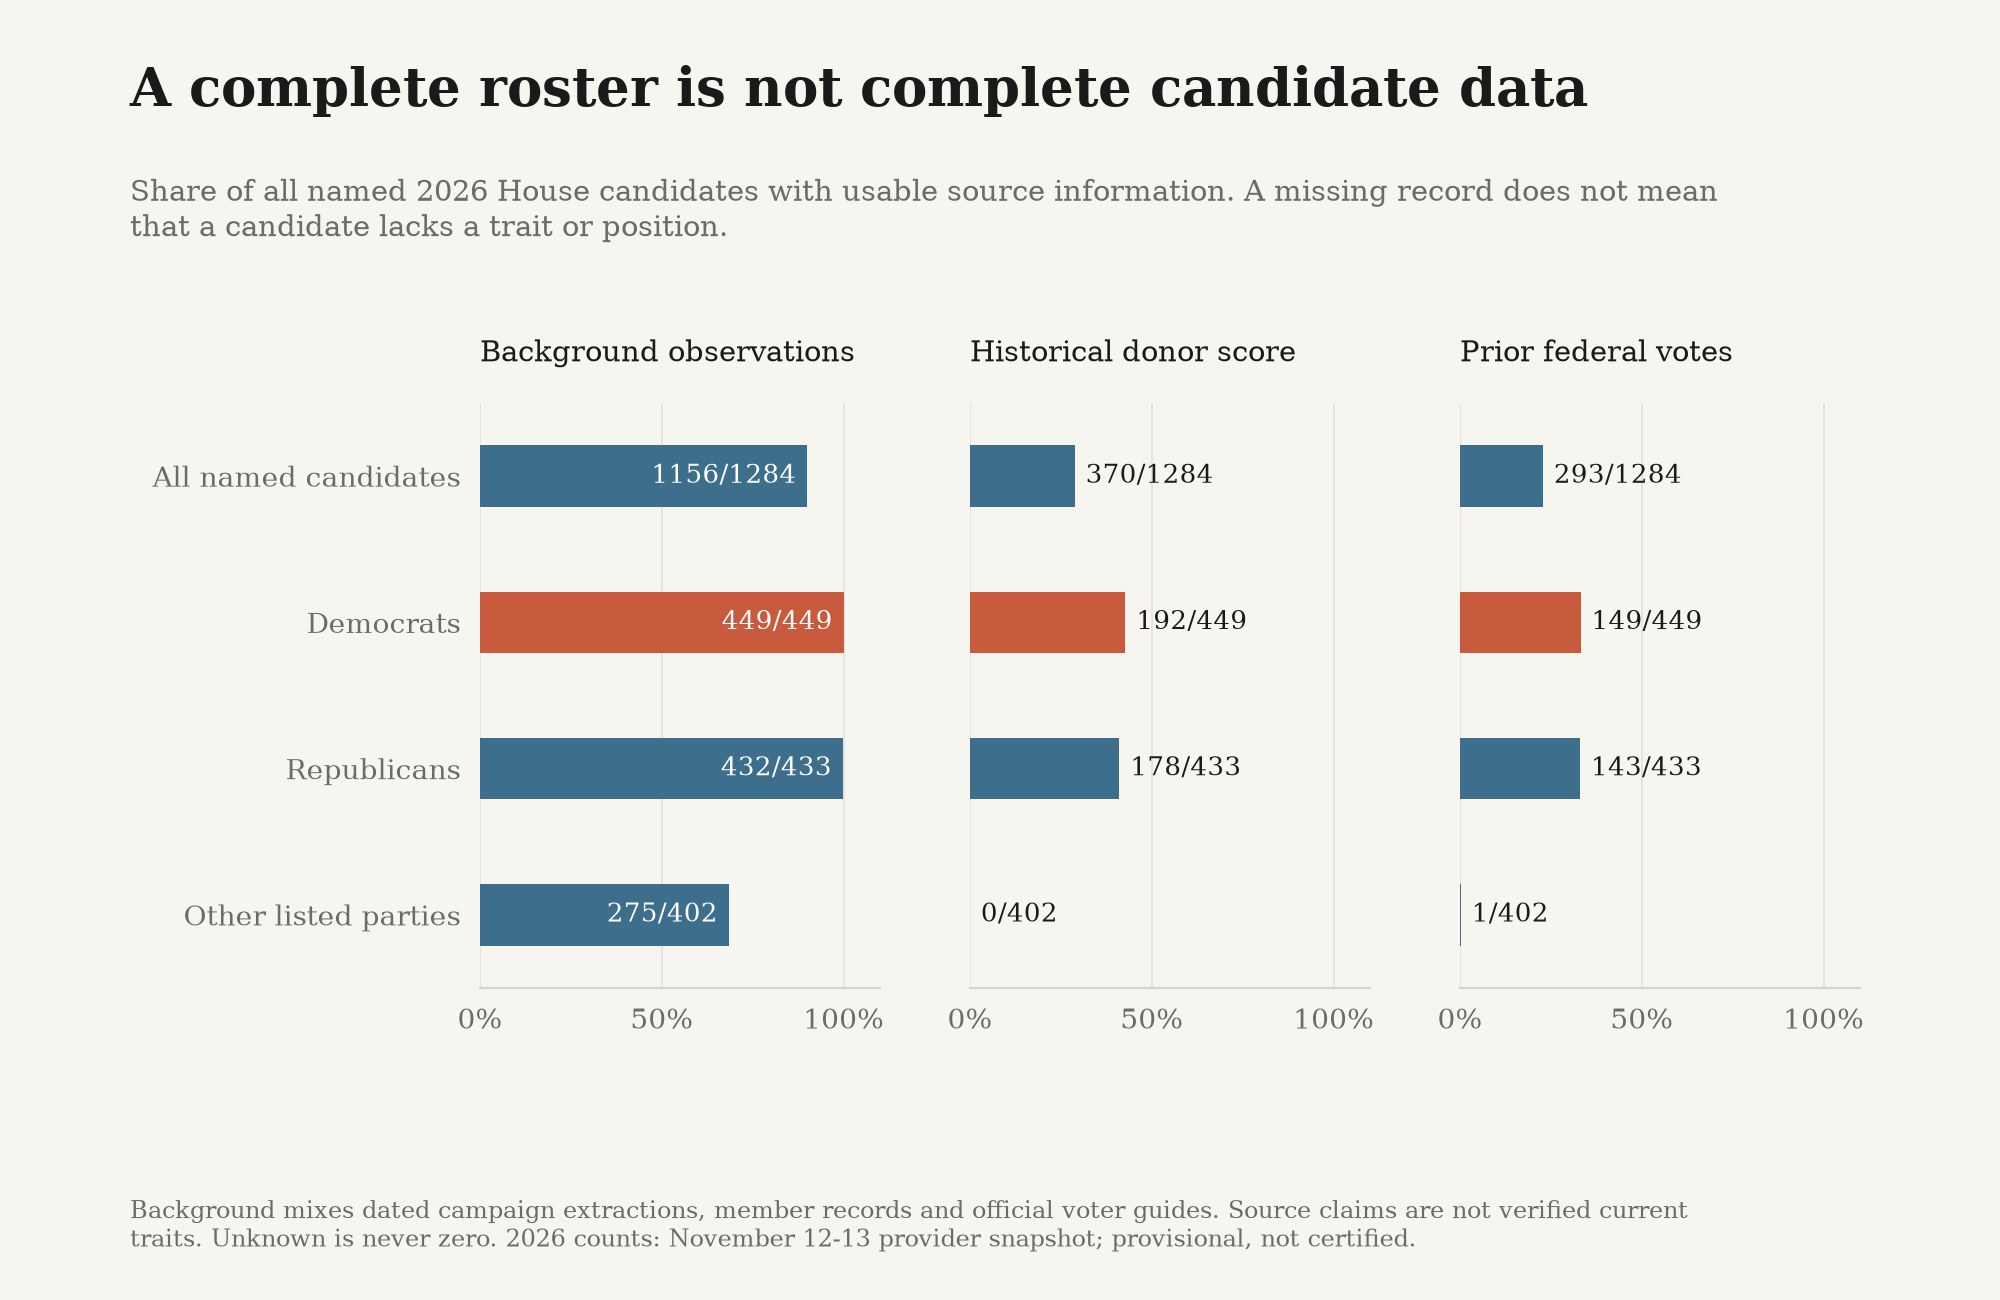 A complete roster is not complete candidate data
Share of all named 2026 House candidates with usable source information. A missing record does not mean
that a candidate lacks a trait or position.
Background observations
Historical donor score
Prior federal votes
All named candidates
1156/1284
370/1284
293/1284
Democrats
449/449
192/449
149/449
Republicans
432/433
178/433
143/433
Other listed parties
275/402
0/402
1/402
0%
50%
100%
0%
50%
100%
0%
50%
100%
Background mixes dated campaign extractions, member records and official voter guides. Source claims are not verified current
traits. Unknown is never zero. 2026 counts: November 12-13 provider snapshot; provisional, not certified.